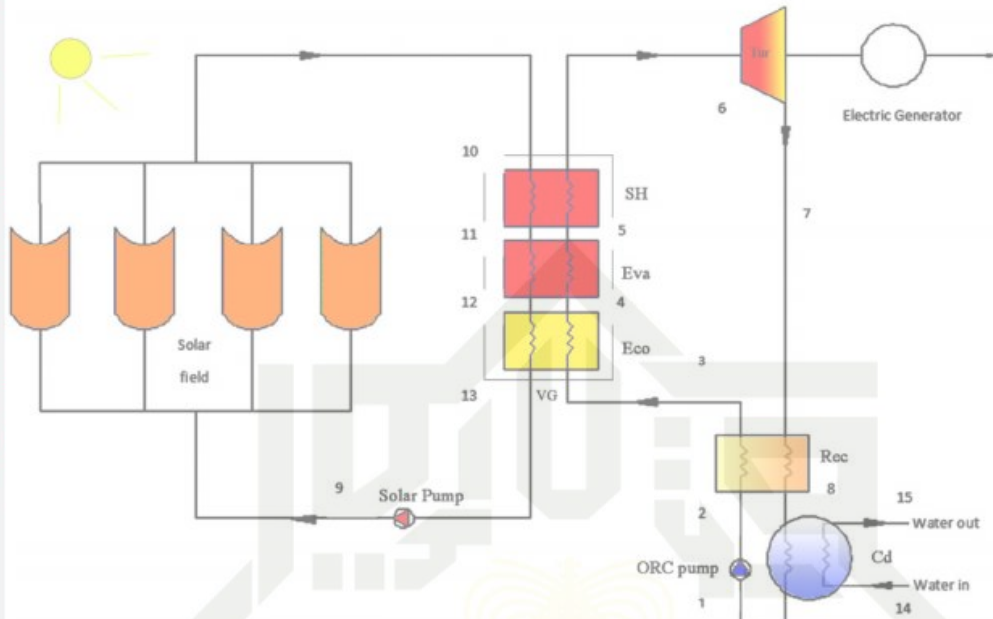 Tur
Electric Generator
6
10
SH
7
11
5
Eva
12
4
Eco
Solar
field
3
13
VG
Rec
9
Solar Pump
8
2
15
Water out
Cd
ORC pump
Water in
1
14